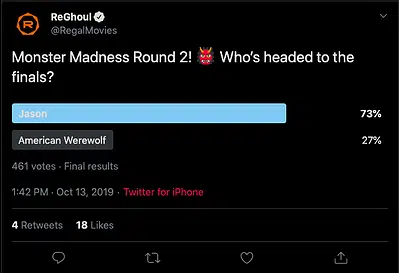 ReGhoul
@RegalMovies
Monster Madness Round 2! 👹 Who's headed to the
finals?
Jason 73%
American Werewolf 27%
461 votes · Final results
1:42 PM · Oct 13, 2019 · Twitter for iPhone
4 Retweets 18 Likes